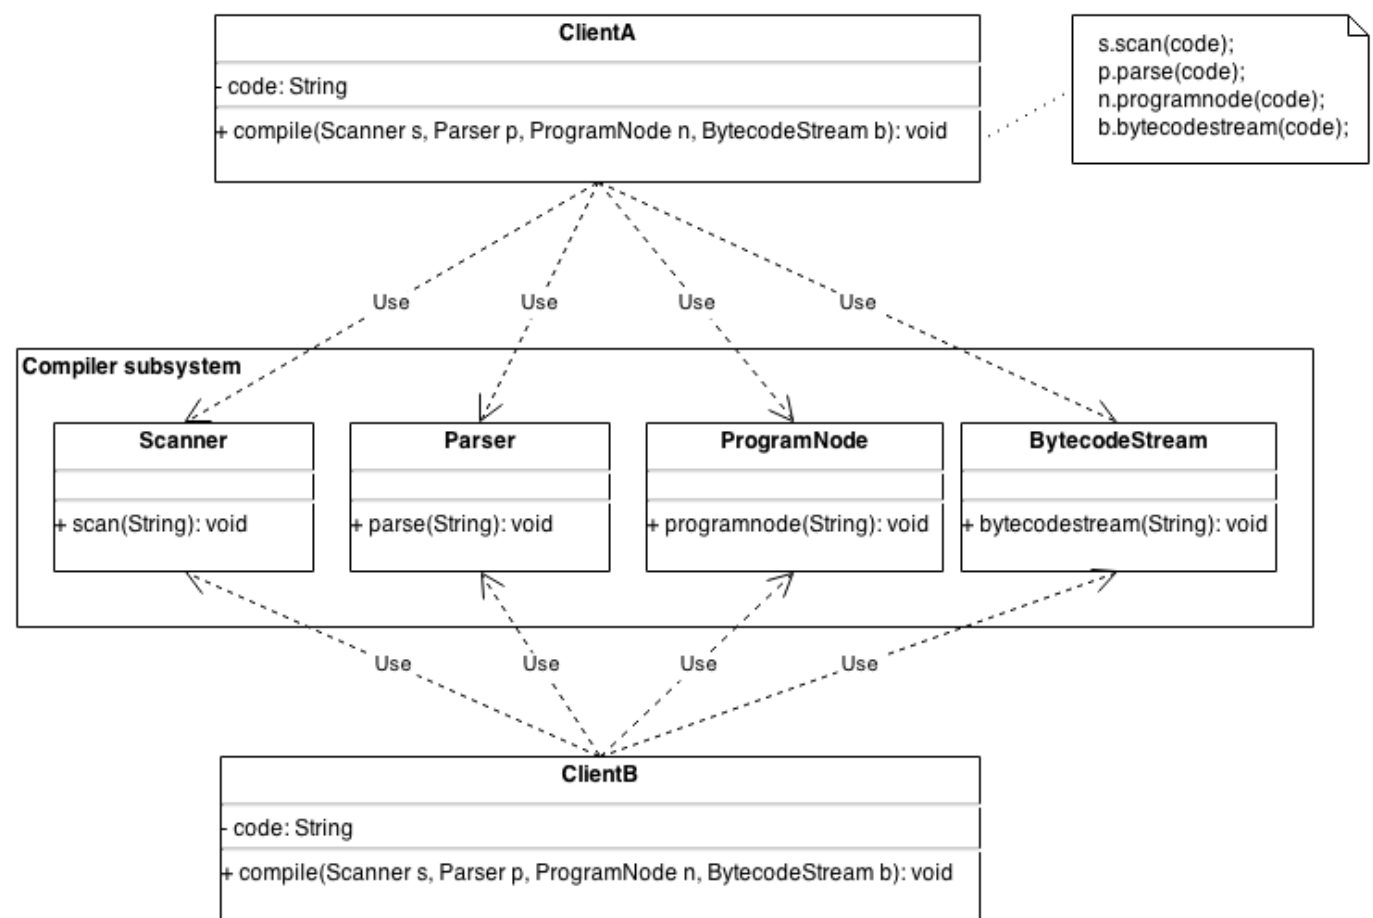 ClientA
- code: String
+ compile(Scanner s, Parser p, ProgramNode n, BytecodeStream b): void
s.scan(code);
p.parse(code);
n.programnode(code);
b.bytecodestream(code);
Use
Use
Use
Use
Compiler subsystem
Scanner
+ scan(String): void
Parser
+ parse(String): void
ProgramNode
+ programnode(String): void
BytecodeStream
+ bytecodestream(String): void
Use
Use
Use
Use
ClientB
- code: String
+ compile(Scanner s, Parser p, ProgramNode n, BytecodeStream b): void